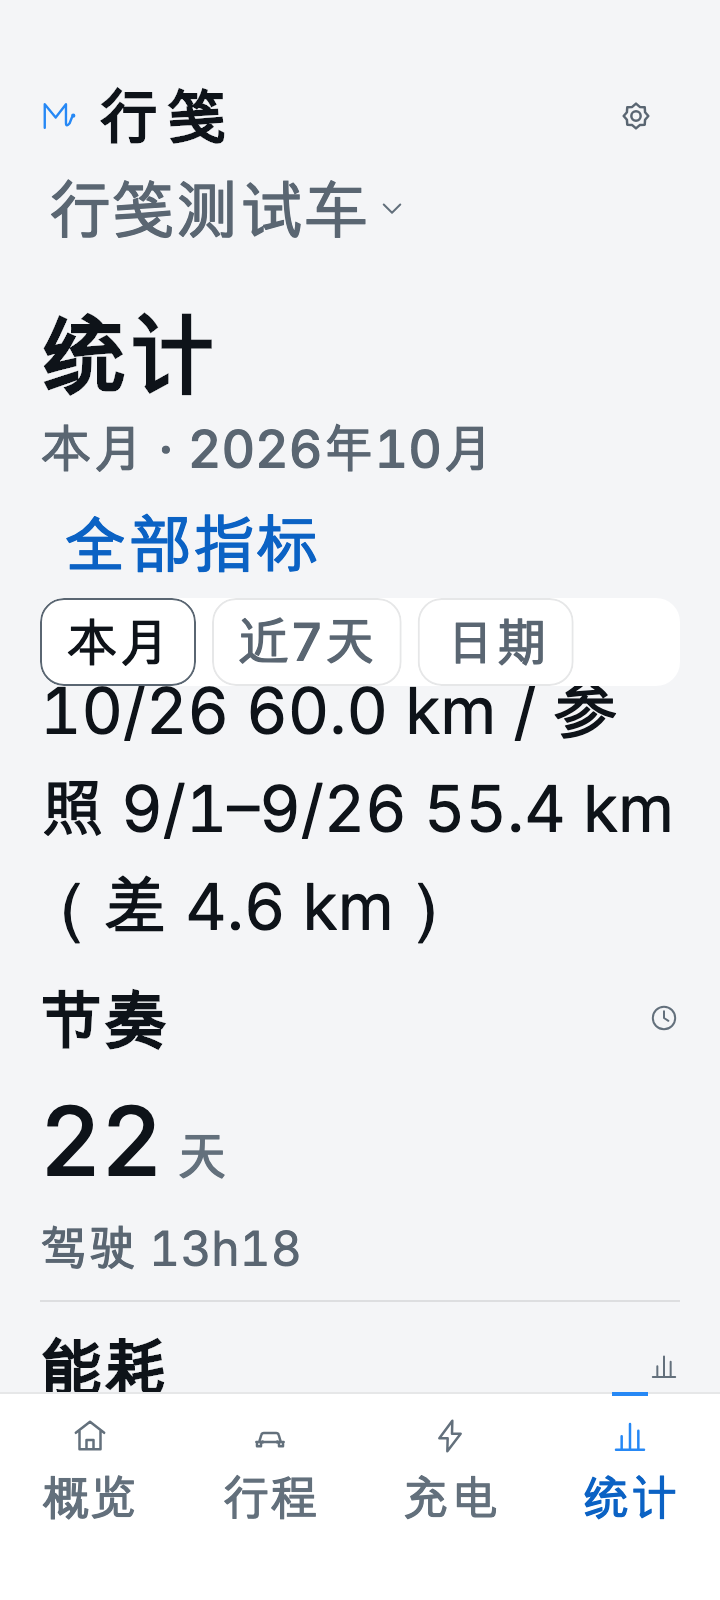 行笺
行笺测试车
统计
本月 · 2026年10月
全部指标
本月 近7天 日期
10/26 60.0 km / 参
照 9/1–9/26 55.4 km
（差 4.6 km）
节奏
22 天
驾驶 13h18
能耗
概览 行程 充电 统计